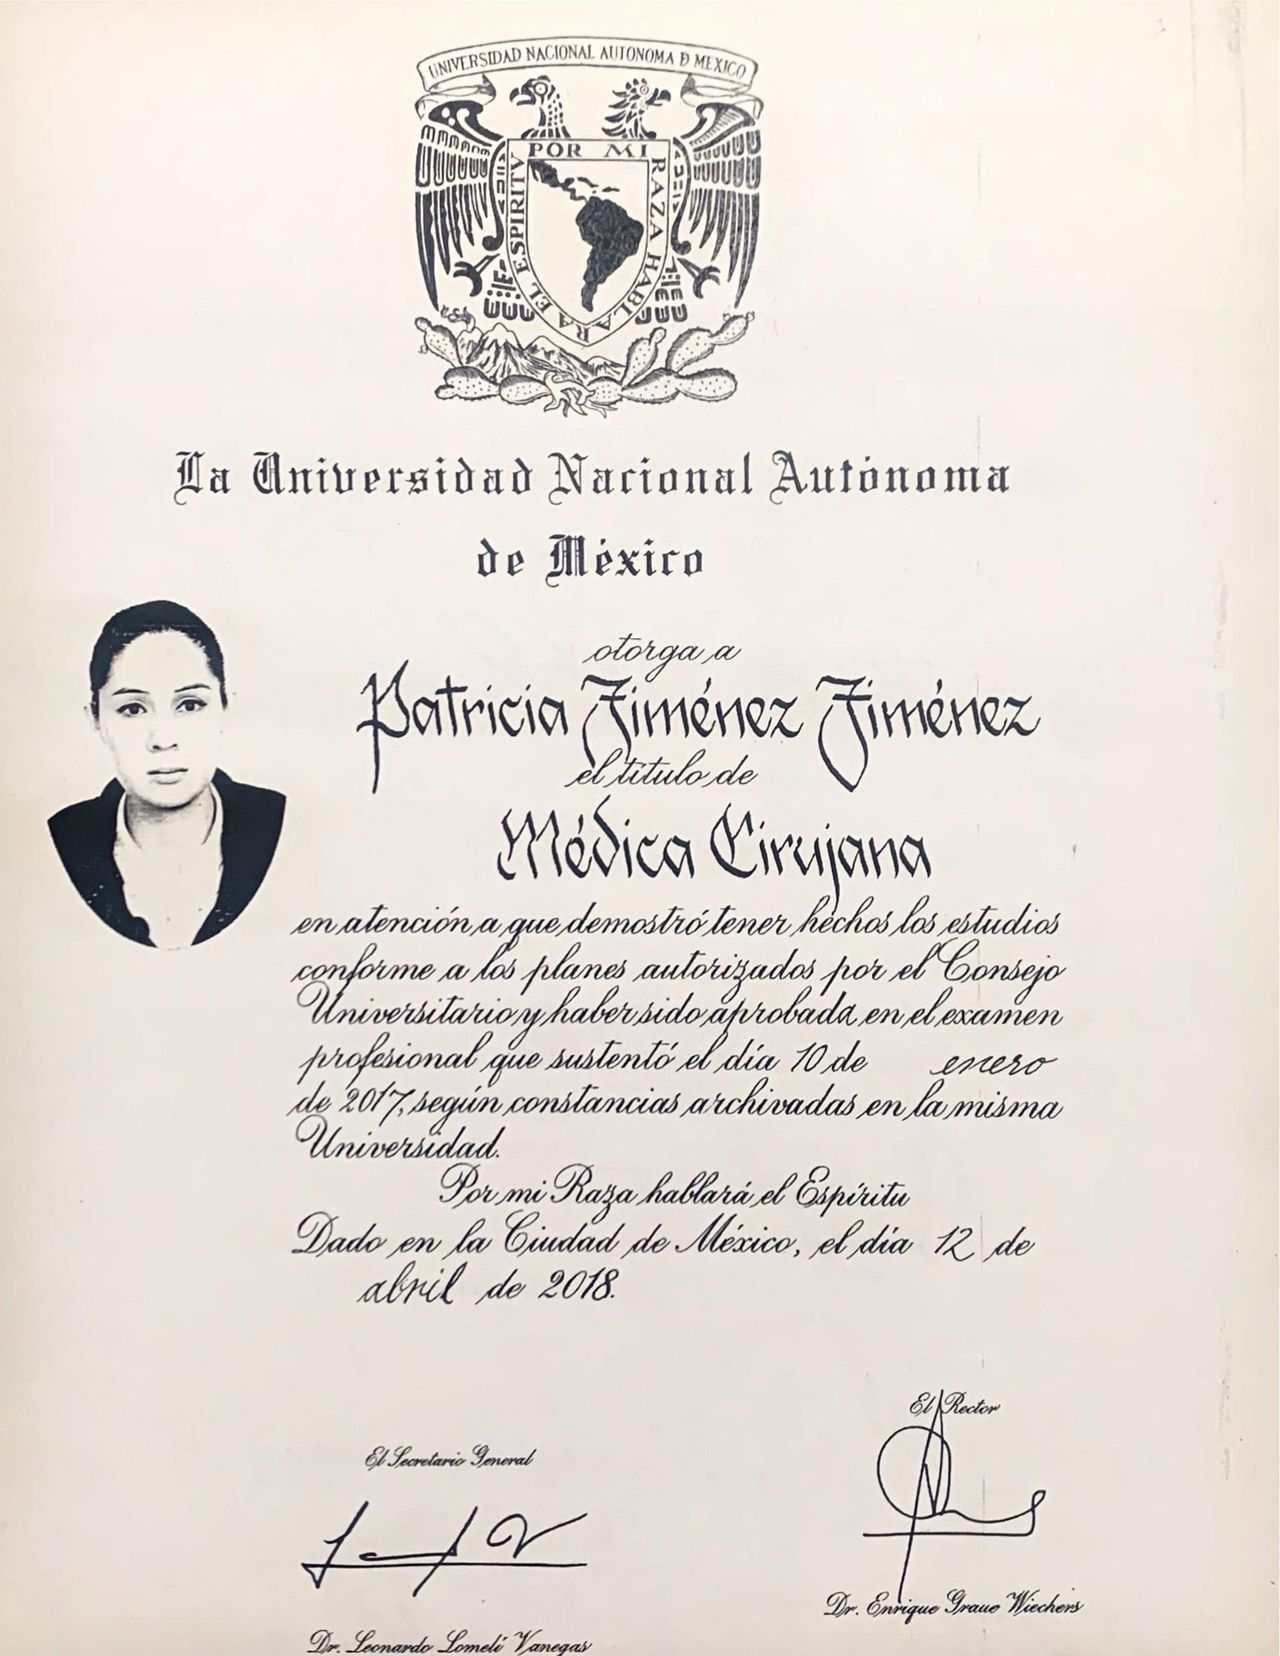 UNIVERSIDAD NACIONAL AUTONOMA D MEXICO
POR MI RAZA HABLARA EL ESPIRITV
La Universidad Nacional Autónoma
de México
otorga a
Patricia Jiménez Jiménez
el título de
Médica Cirujana
en atención a que demostró tener hechos los estudios
conforme a los planes autorizados por el Consejo
Universitario y haber sido aprobada en el examen
profesional que sustentó el día 10 de enero
de 2017, según constancias archivadas en la misma
Universidad.
Por mi Raza hablará el Espíritu
Dado en la Ciudad de México, el día 12 de
abril de 2018.
El Rector
El Secretario General
Dr. Enrique Graue Wiechers
Dr. Leonardo Lomelí Vanegas